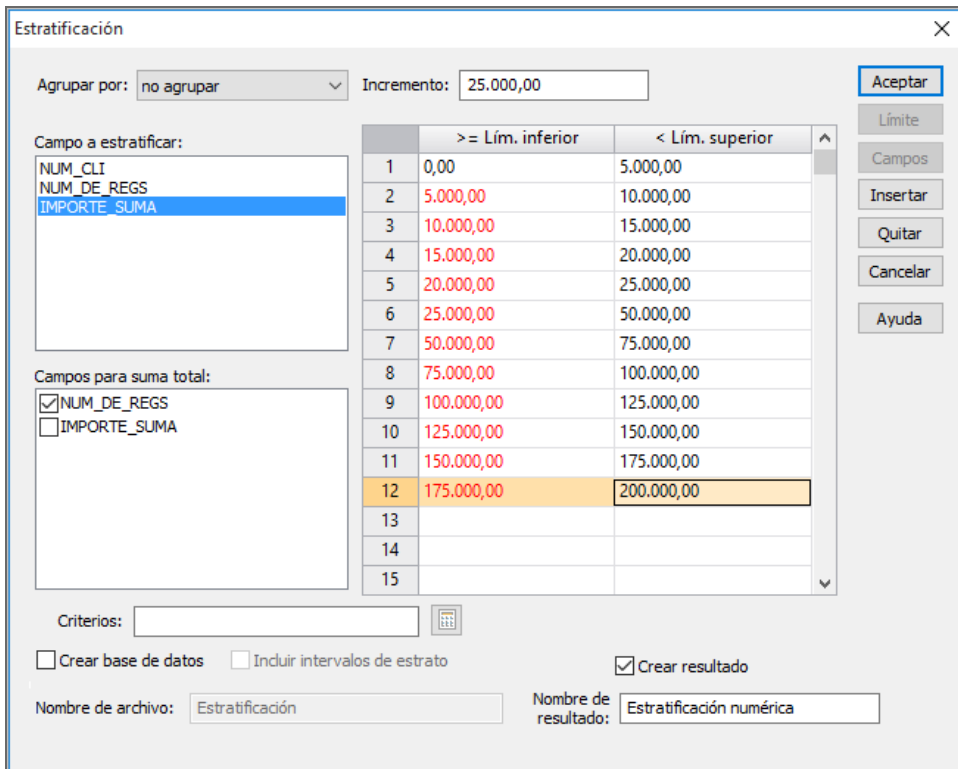 Estratificación
Agrupar por: no agrupar
Incremento: 25.000,00
Aceptar
Límite
Campos
Insertar
Quitar
Cancelar
Ayuda
Campo a estratificar:
NUM_CLI
NUM_DE_REGS
IMPORTE_SUMA
Campos para suma total:
NUM_DE_REGS
IMPORTE_SUMA
>= Lím. inferior < Lím. superior
1 0,00 5.000,00
2 5.000,00 10.000,00
3 10.000,00 15.000,00
4 15.000,00 20.000,00
5 20.000,00 25.000,00
6 25.000,00 50.000,00
7 50.000,00 75.000,00
8 75.000,00 100.000,00
9 100.000,00 125.000,00
10 125.000,00 150.000,00
11 150.000,00 175.000,00
12 175.000,00 200.000,00
13
14
15
Criterios:
Crear base de datos Incluir intervalos de estrato Crear resultado
Nombre de archivo: Estratificación
Nombre de
resultado: Estratificación numérica